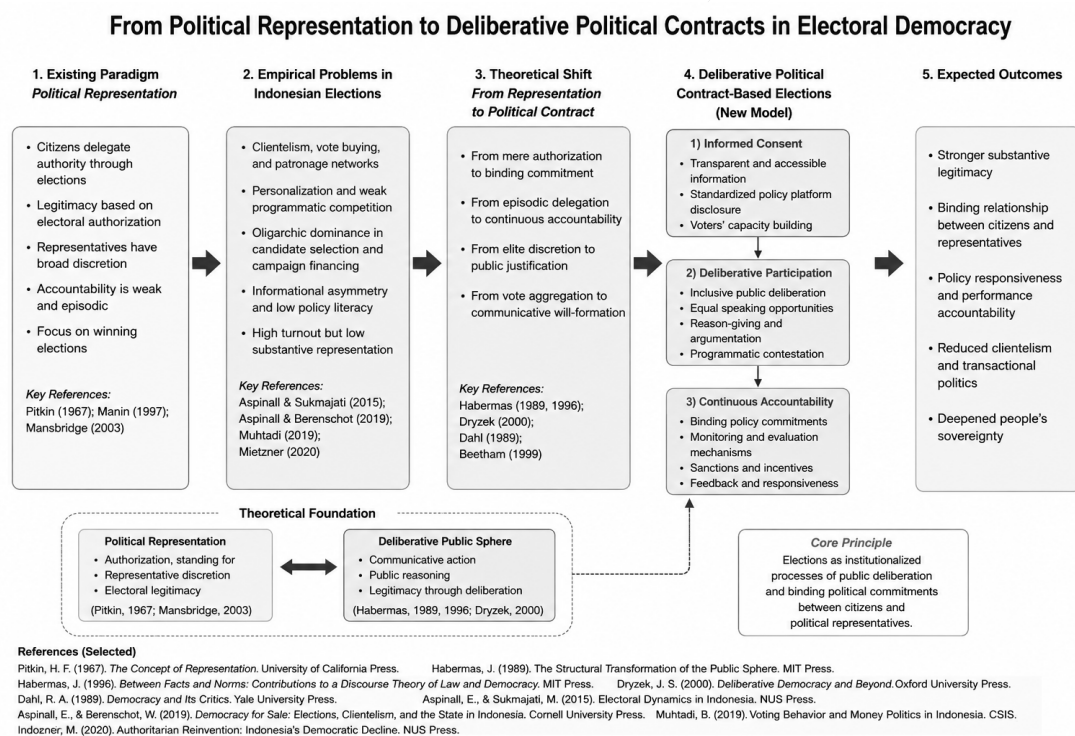 From Political Representation to Deliberative Political Contracts in Electoral Democracy
1. Existing Paradigm
Political Representation
• Citizens delegate
authority through
elections
• Legitimacy based on
electoral authorization
• Representatives have
broad discretion
• Accountability is weak
and episodic
• Focus on winning
elections
Key References:
Pitkin (1967); Manin (1997);
Mansbridge (2003)
2. Empirical Problems in
Indonesian Elections
• Clientelism, vote buying,
and patronage networks
• Personalization and weak
programmatic competition
• Oligarchic dominance in
candidate selection and
campaign financing
• Informational asymmetry
and low policy literacy
• High turnout but low
substantive representation
Key References:
Aspinall & Sukmajati (2015);
Aspinall & Berenschot (2019);
Muhtadi (2019);
Mietzner (2020)
3. Theoretical Shift
From Representation
to Political Contract
• From mere authorization
to binding commitment
• From episodic delegation
to continuous accountability
• From elite discretion to
public justification
• From vote aggregation to
communicative will-formation
Key References:
Habermas (1989, 1996);
Dryzek (2000);
Dahl (1989);
Beetham (1999)
4. Deliberative Political
Contract-Based Elections
(New Model)
1) Informed Consent
• Transparent and accessible
information
• Standardized policy platform
disclosure
• Voters' capacity building
2) Deliberative Participation
• Inclusive public deliberation
• Equal speaking opportunities
• Reason-giving and
argumentation
• Programmatic contestation
3) Continuous Accountability
• Binding policy commitments
• Monitoring and evaluation
mechanisms
• Sanctions and incentives
• Feedback and responsiveness
5. Expected Outcomes
• Stronger substantive
legitimacy
• Binding relationship
between citizens and
representatives
• Policy responsiveness
and performance
accountability
• Reduced clientelism
and transactional
politics
• Deepened people's
sovereignty
Theoretical Foundation
Political Representation
• Authorization, standing for
• Representative discretion
• Electoral legitimacy
(Pitkin, 1967; Mansbridge, 2003)
Deliberative Public Sphere
• Communicative action
• Public reasoning
• Legitimacy through deliberation
(Habermas, 1989, 1996; Dryzek, 2000)
Core Principle
Elections as institutionalized
processes of public deliberation
and binding political commitments
between citizens and
political representatives.
References (Selected)
Pitkin, H. F. (1967). The Concept of Representation. University of California Press. Habermas, J. (1989). The Structural Transformation of the Public Sphere. MIT Press.
Habermas, J. (1996). Between Facts and Norms: Contributions to a Discourse Theory of Law and Democracy. MIT Press. Dryzek, J. S. (2000). Deliberative Democracy and Beyond.Oxford University Press.
Dahl, R. A. (1989). Democracy and Its Critics. Yale University Press. Aspinall, E., & Sukmajati, M. (2015). Electoral Dynamics in Indonesia. NUS Press.
Aspinall, E., & Berenschot, W. (2019). Democracy for Sale: Elections, Clientelism, and the State in Indonesia. Cornell University Press. Muhtadi, B. (2019). Voting Behavior and Money Politics in Indonesia. CSIS.
Indozner, M. (2020). Authoritarian Reinvention: Indonesia's Democratic Decline. NUS Press.